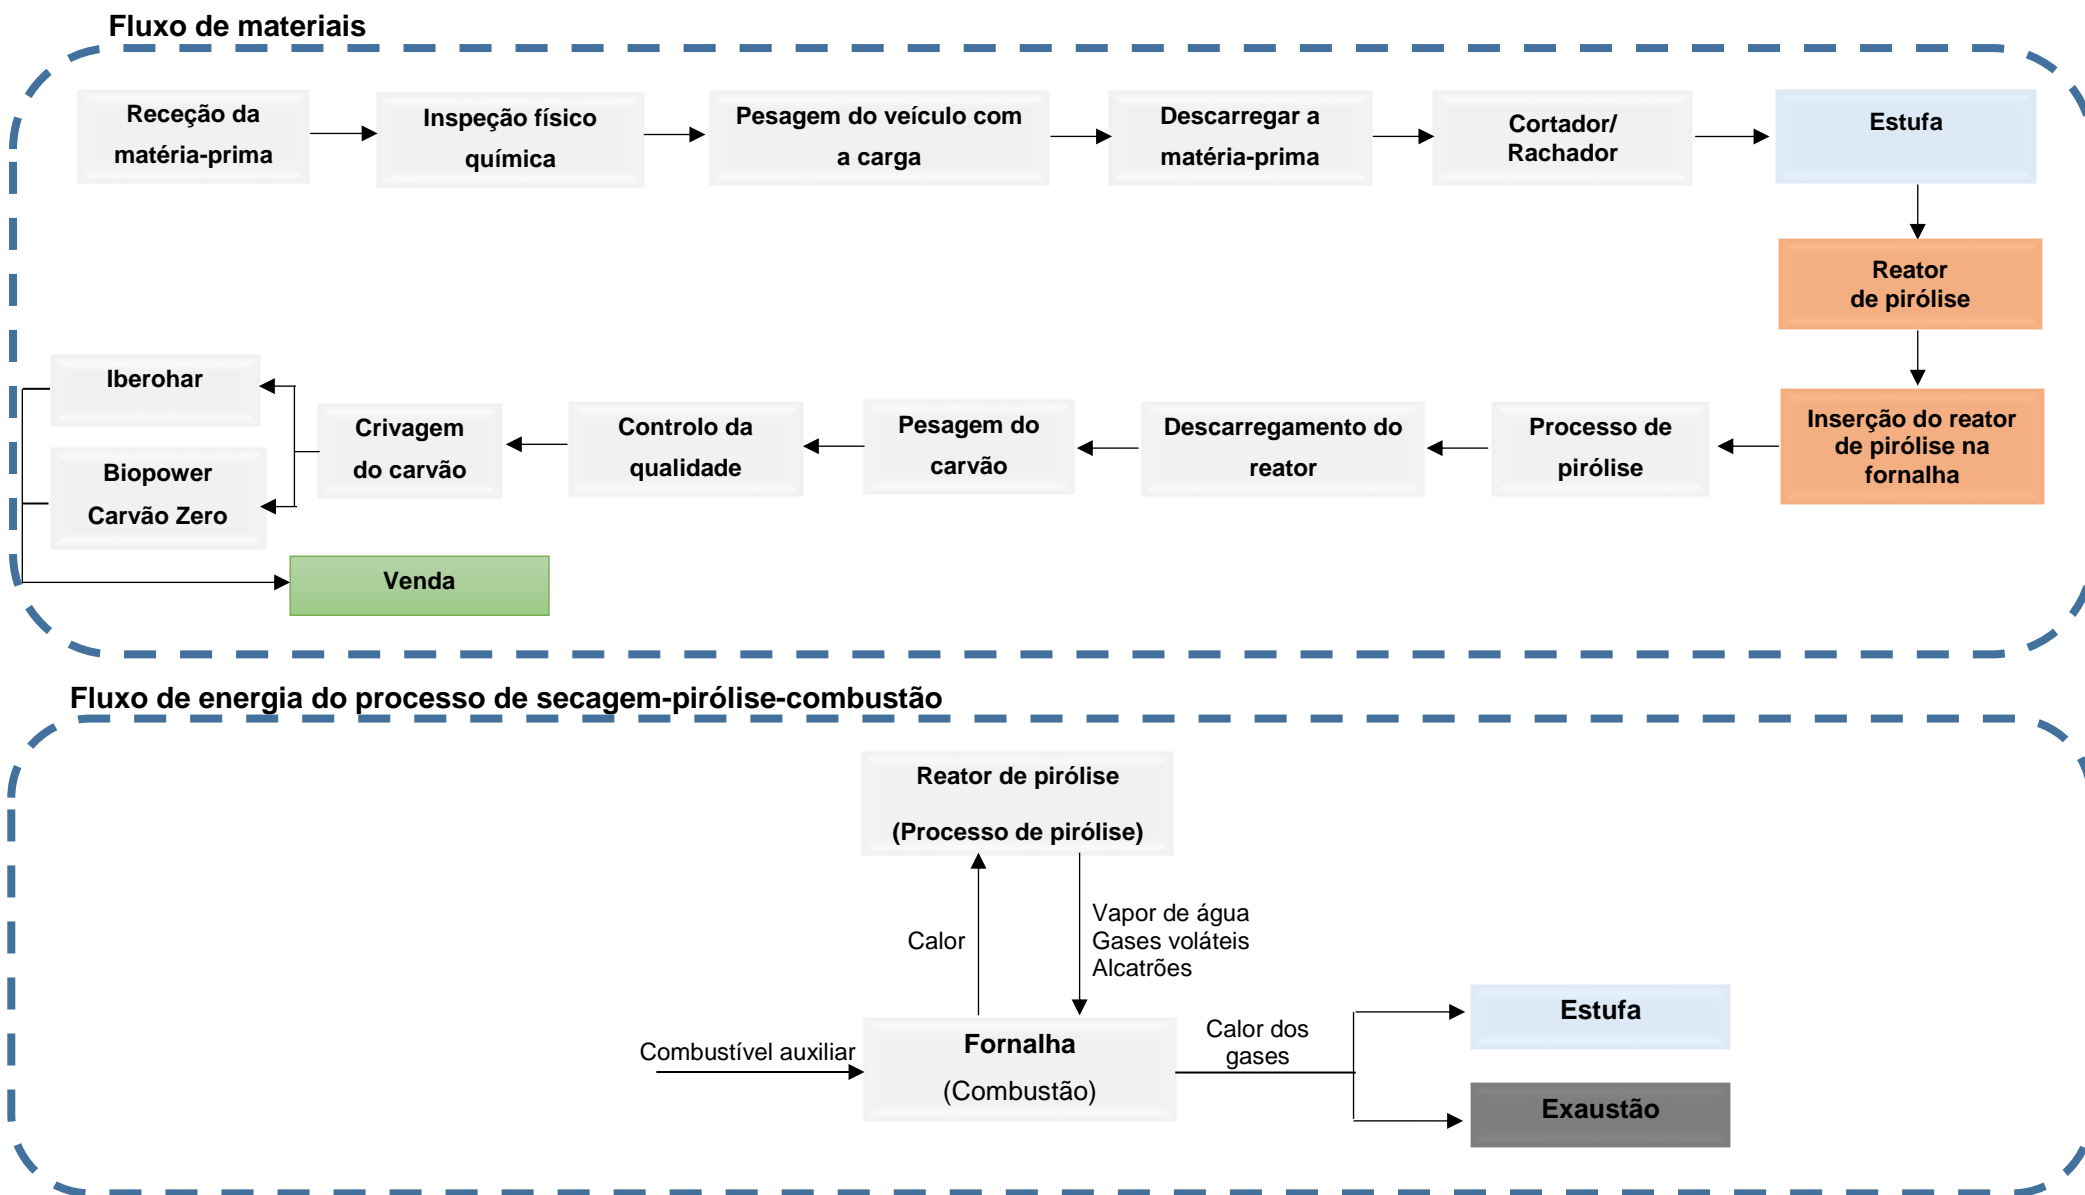 Fluxo de materiais
Receção da
matéria-prima
Inspeção físico
química
Pesagem do veículo com
a carga
Descarregar a
matéria-prima
Cortador/
Rachador
Estufa
Reator
de pirólise
Inserção do reator
de pirólise na
fornalha
Processo de
pirólise
Descarregamento do
reator
Pesagem do
carvão
Controlo da
qualidade
Crivagem
do carvão
Iberohar
Biopower
Carvão Zero
Venda
Fluxo de energia do processo de secagem-pirólise-combustão
Reator de pirólise
(Processo de pirólise)
Calor
Vapor de água
Gases voláteis
Alcatrões
Combustível auxiliar
Fornalha
(Combustão)
Calor dos
gases
Estufa
Exaustão